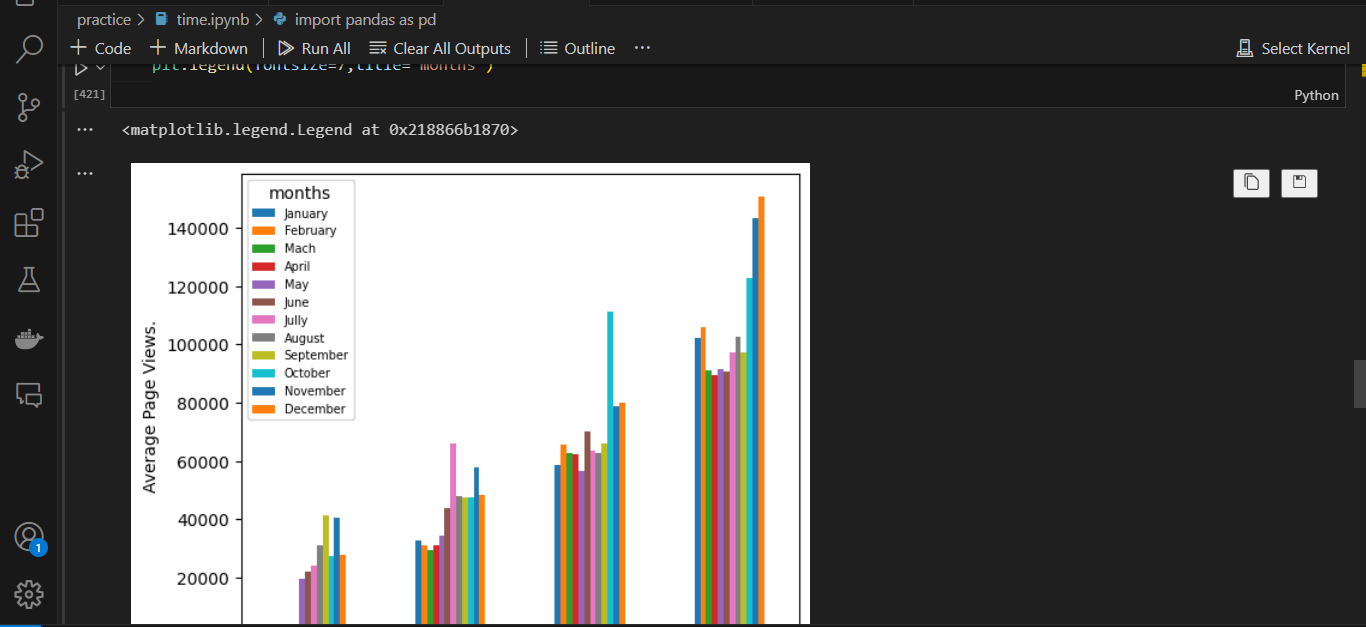 practice > time.ipynb > import pandas as pd
+ Code + Markdown Run All Clear All Outputs Outline ...
Select Kernel
plt.legend(fontsize=7,title="months")
[421]
Python
... <matplotlib.legend.Legend at 0x218866b1870>
...
months
January
February
Mach
April
May
June
Jully
August
September
October
November
December
Average Page Views.
140000
120000
100000
80000
60000
40000
20000
1